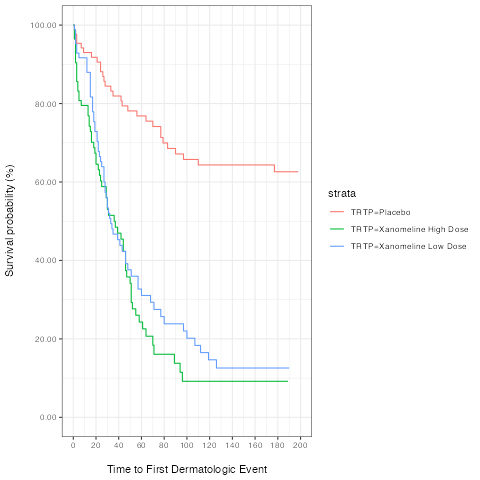 Survival probability (%)
100.00
80.00
60.00
40.00
20.00
0.00
0 20 40 60 80 100 120 140 160 180 200
Time to First Dermatologic Event
strata
TRTP=Placebo
TRTP=Xanomeline High Dose
TRTP=Xanomeline Low Dose